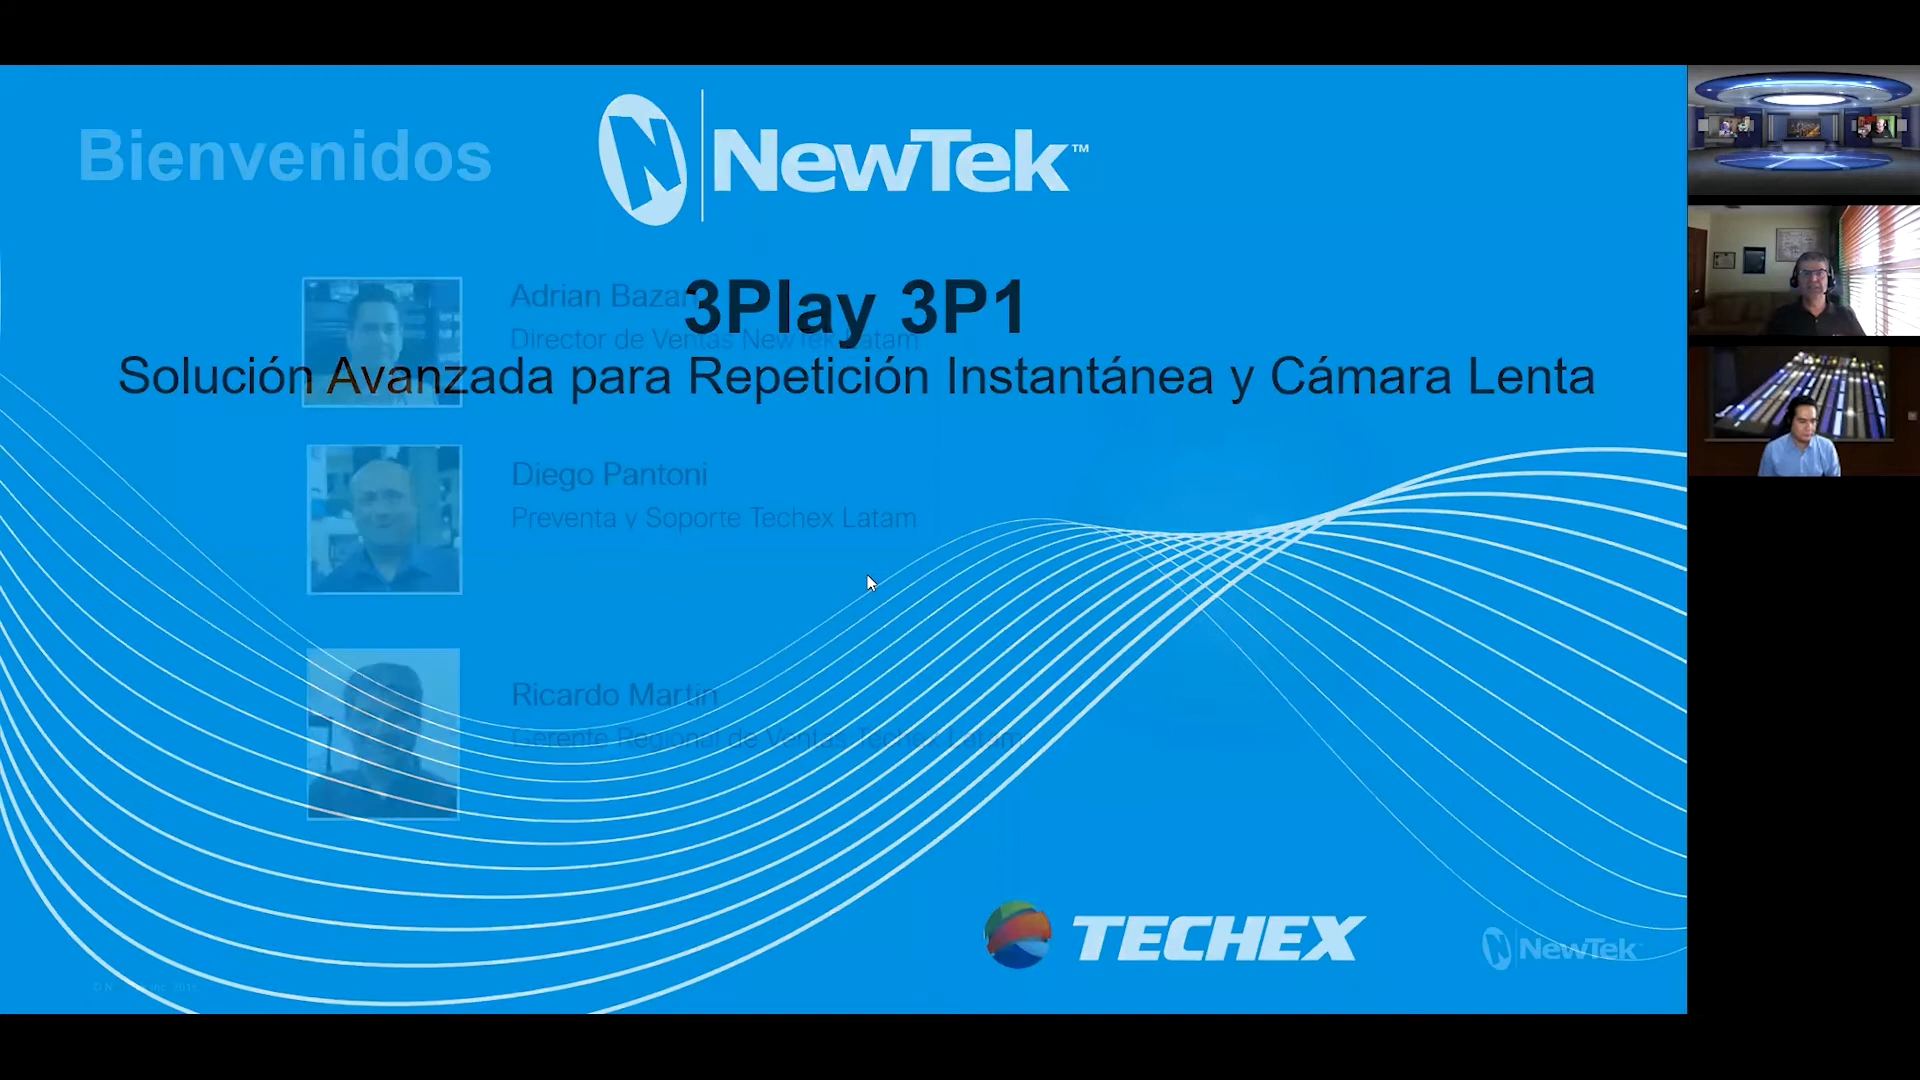 Bienvenidos
NewTek™
3Play 3P1
Solución Avanzada para Repetición Instantánea y Cámara Lenta
Adrian Bazan
Director de Ventas NewTek Latam
Diego Pantoni
Preventa y Soporte Techex Latam
Ricardo Martin
Gerente Regional de Ventas Techex Latam
TECHEX
NewTek